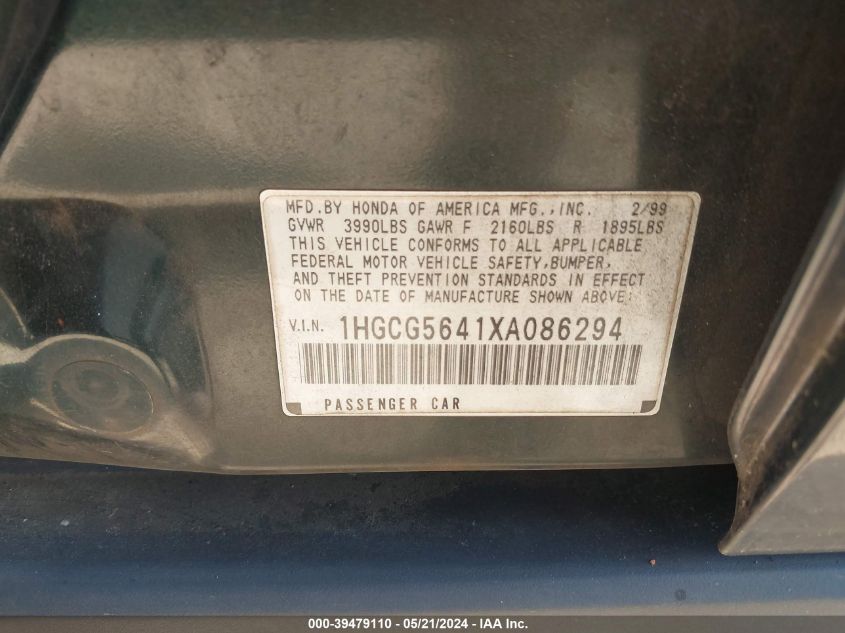 MFD.BY HONDA OF AMERICA MFG.,INC. 2/99
GVWR 3990LBS GAWR F 2160LBS R 1895LBS
THIS VEHICLE CONFORMS TO ALL APPLICABLE
FEDERAL MOTOR VEHICLE SAFETY,BUMPER,
AND THEFT PREVENTION STANDARDS IN EFFECT
ON THE DATE OF MANUFACTURE SHOWN ABOVE:
V.I.N. 1HGCG5641XA086294
PASSENGER CAR
000-39479110 - 05/21/2024 - IAA Inc.